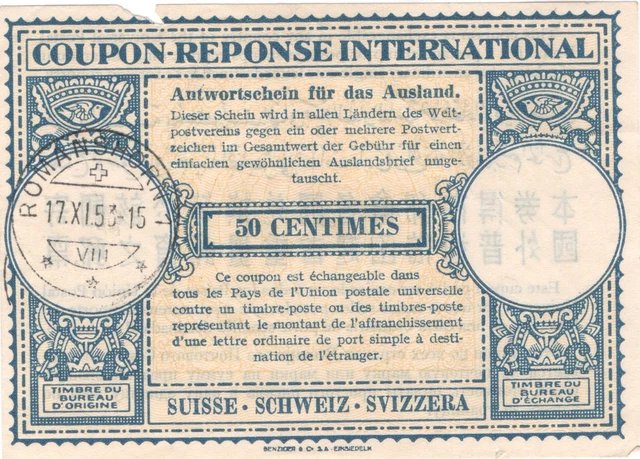 COUPON-REPONSE INTERNATIONAL
Antwortschein für das Ausland.
Dieser Schein wird in allen Ländern des Welt-
postvereins gegen ein oder mehrere Postwert-
zeichen im Gesamtwert der Gebühr für einen
einfachen gewöhnlichen Auslandsbrief umge-
tauscht.
ROMANSHORN 1
17.XI.53-15
VIII
50 CENTIMES
Ce coupon est échangeable dans
tous les Pays de l'Union postale universelle
contre un timbre-poste ou des timbres-poste
représentant le montant de l'affranchissement
d'une lettre ordinaire de port simple à desti-
nation de l'étranger.
TIMBRE DU
BUREAU
D'ORIGINE
TIMBRE DU
BUREAU
D'ÉCHANGE
SUISSE • SCHWEIZ • SVIZZERA
BENZIGER & Co S.A. EINSIEDELN